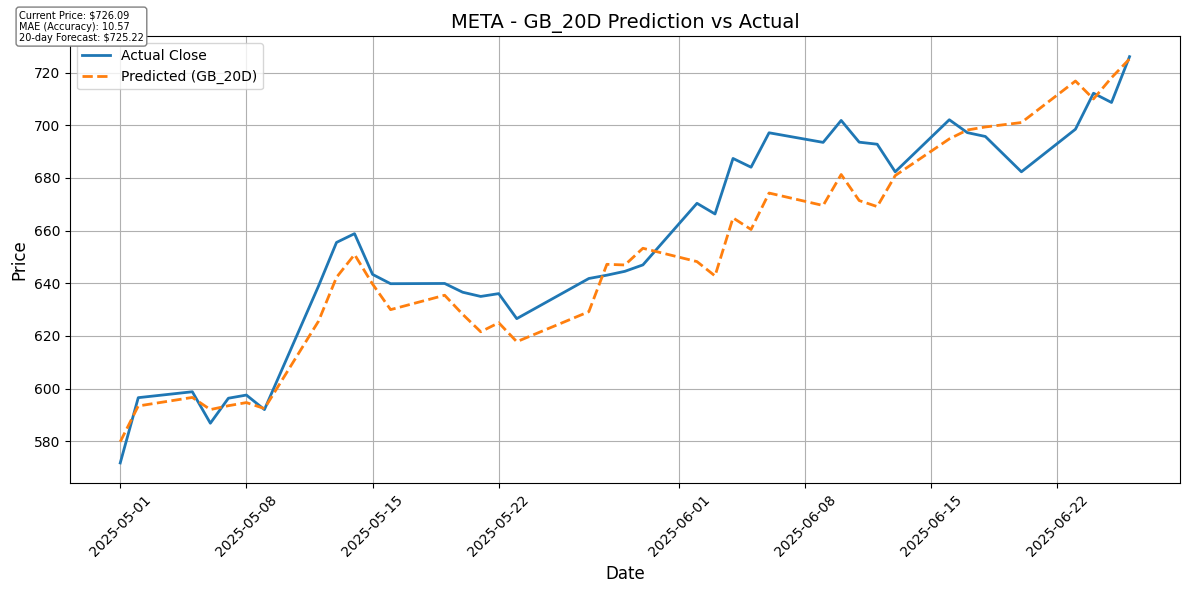 Current Price: $726.09
MAE (Accuracy): 10.57
20-day Forecast: $725.22
META - GB_20D Prediction vs Actual
Actual Close
Predicted (GB_20D)
Price
720
700
680
660
640
620
600
580
2025-05-01
2025-05-08
2025-05-15
2025-05-22
2025-06-01
2025-06-08
2025-06-15
2025-06-22
Date